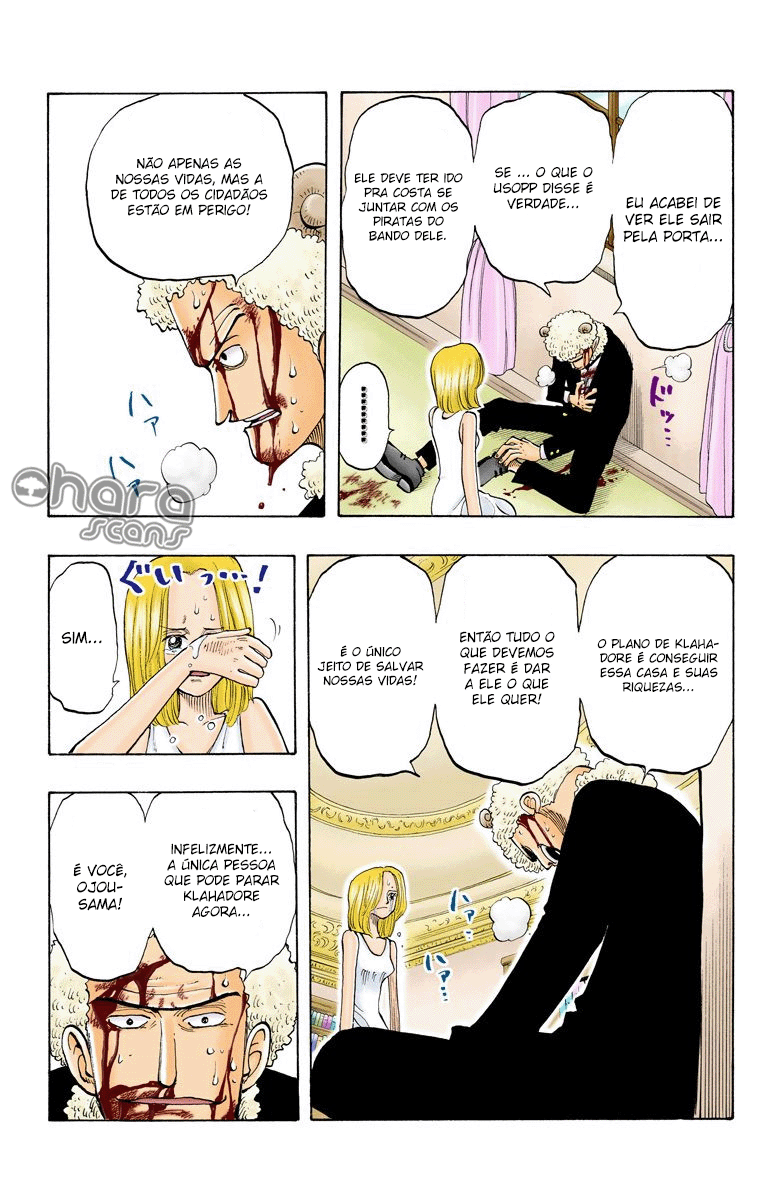 EU ACABEI DE
VER ELE SAIR
PELA PORTA...
SE ... O QUE O
USOPP DISSE É
VERDADE...
ELE DEVE TER IDO
PRA COSTA SE
JUNTAR COM OS
PIRATAS DO
BANDO DELE.
..........
ドッ…
NÃO APENAS AS
NOSSAS VIDAS, MAS A
DE TODOS OS CIDADÃOS
ESTÃO EM PERIGO!
ハァ
ハァ
Ohara
scans
O PLANO DE KLAHA-
DORE É CONSEGUIR
ESSA CASA E SUAS
RIQUEZAS...
ENTÃO TUDO O
QUE DEVEMOS
FAZER É DAR
A ELE O QUE
ELE QUER!
É O ÚNICO
JEITO DE SALVAR
NOSSAS VIDAS!
ハァ…
ハァ…
ぐいっ…!
SIM...
INFELIZMENTE...
A ÚNICA PESSOA
QUE PODE PARAR
KLAHADORE
AGORA...
É VOCÊ,
OJOU-
SAMA!